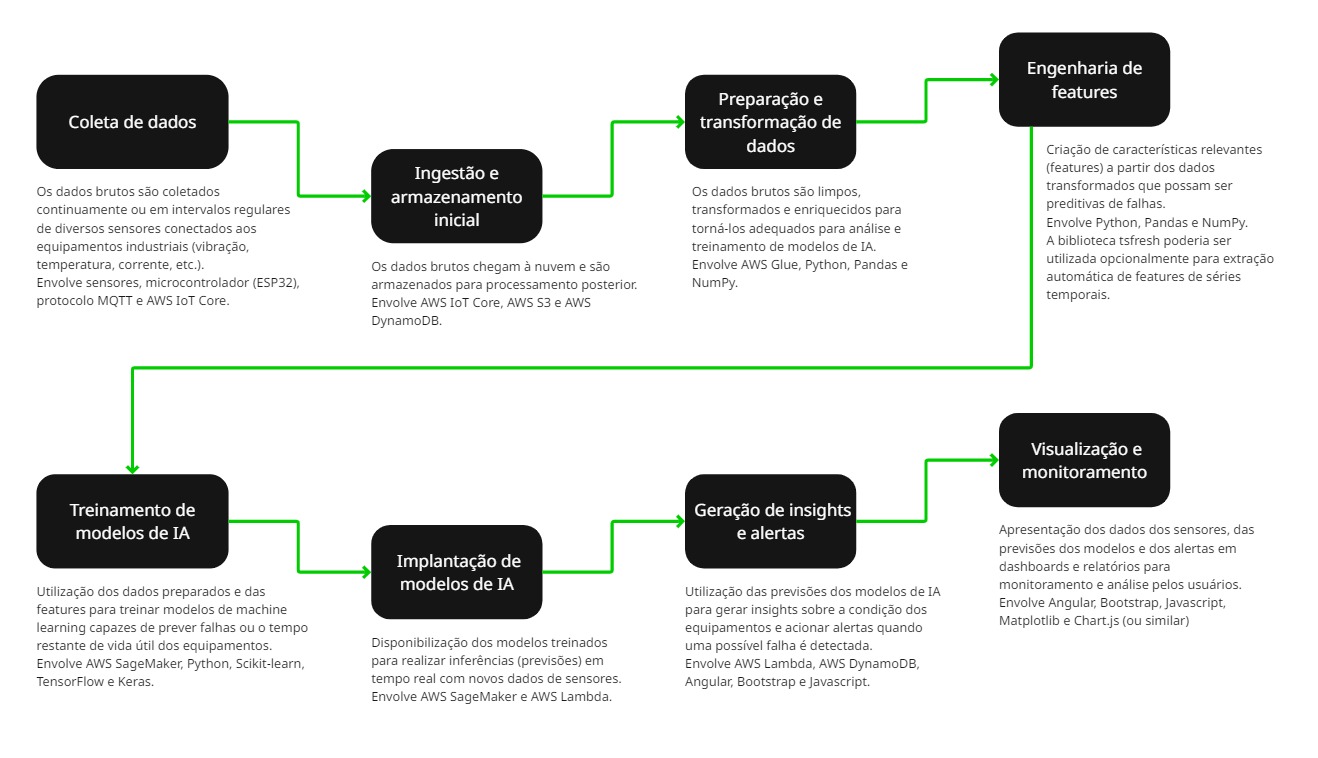 Coleta de dados
Os dados brutos são coletados
continuamente ou em intervalos regulares
de diversos sensores conectados aos
equipamentos industriais (vibração,
temperatura, corrente, etc.).
Envolve sensores, microcontrolador (ESP32),
protocolo MQTT e AWS IoT Core.
Ingestão e
armazenamento
inicial
Os dados brutos chegam à nuvem e são
armazenados para processamento posterior.
Envolve AWS IoT Core, AWS S3 e AWS
DynamoDB.
Preparação e
transformação de
dados
Os dados brutos são limpos,
transformados e enriquecidos para
torná-los adequados para análise e
treinamento de modelos de IA.
Envolve AWS Glue, Python, Pandas e
NumPy.
Engenharia de
features
Criação de características relevantes
(features) a partir dos dados
transformados que possam ser
preditivas de falhas.
Envolve Python, Pandas e NumPy.
A biblioteca tsfresh poderia ser
utilizada opcionalmente para extração
automática de features de séries
temporais.
Treinamento de
modelos de IA
Utilização dos dados preparados e das
features para treinar modelos de machine
learning capazes de prever falhas ou o tempo
restante de vida útil dos equipamentos.
Envolve AWS SageMaker, Python, Scikit-learn,
TensorFlow e Keras.
Implantação de
modelos de IA
Disponibilização dos modelos treinados
para realizar inferências (previsões) em
tempo real com novos dados de sensores.
Envolve AWS SageMaker e AWS Lambda.
Geração de insights
e alertas
Utilização das previsões dos modelos de IA
para gerar insights sobre a condição dos
equipamentos e acionar alertas quando
uma possível falha é detectada.
Envolve AWS Lambda, AWS DynamoDB,
Angular, Bootstrap e Javascript.
Visualização e
monitoramento
Apresentação dos dados dos sensores, das
previsões dos modelos e dos alertas em
dashboards e relatórios para
monitoramento e análise pelos usuários.
Envolve Angular, Bootstrap, Javascript,
Matplotlib e Chart.js (ou similar)